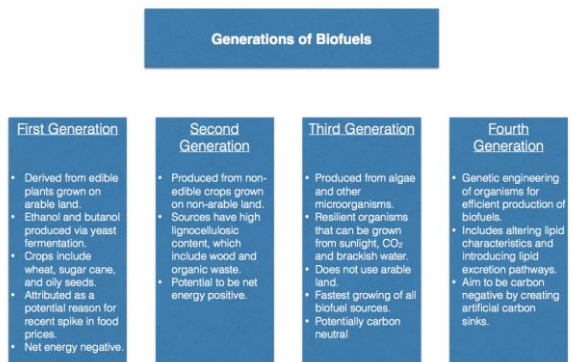 Generations of Biofuels
First Generation
• Derived from edible
plants grown on
arable land.
• Ethanol and butanol
produced via yeast
fermentation.
• Crops include
wheat, sugar cane,
and oily seeds.
• Attributed as a
potential reason for
recent spike in food
prices.
• Net energy negative.
Second
Generation
• Produced from non-
edible crops grown
on non-arable land.
• Sources have high
lignocellulosic
content, which
include wood and
organic waste.
• Potential to be net
energy positive.
Third Generation
• Produced from algae
and other
microorganisms.
• Resilient organisms
that can be grown
from sunlight, CO₂
and brackish water.
• Does not use arable
land.
• Fastest growing of all
biofuel sources.
• Potentially carbon
neutral
Fourth
Generation
• Genetic engineering
of organisms for
efficient production of
biofuels.
• Includes altering lipid
characteristics and
introducing lipid
excretion pathways.
• Aim to be carbon
negative by creating
artificial carbon
sinks.